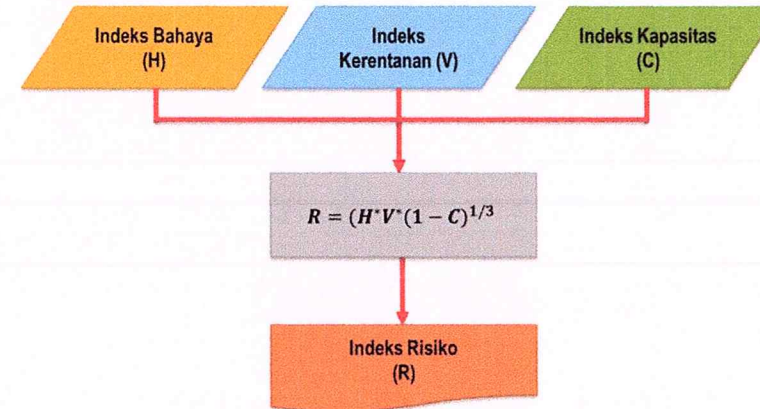 Indeks Bahaya
(H)
Indeks
Kerentanan (V)
Indeks Kapasitas
(C)
R = (H*V*(1 − C)^{1/3}
Indeks Risiko
(R)